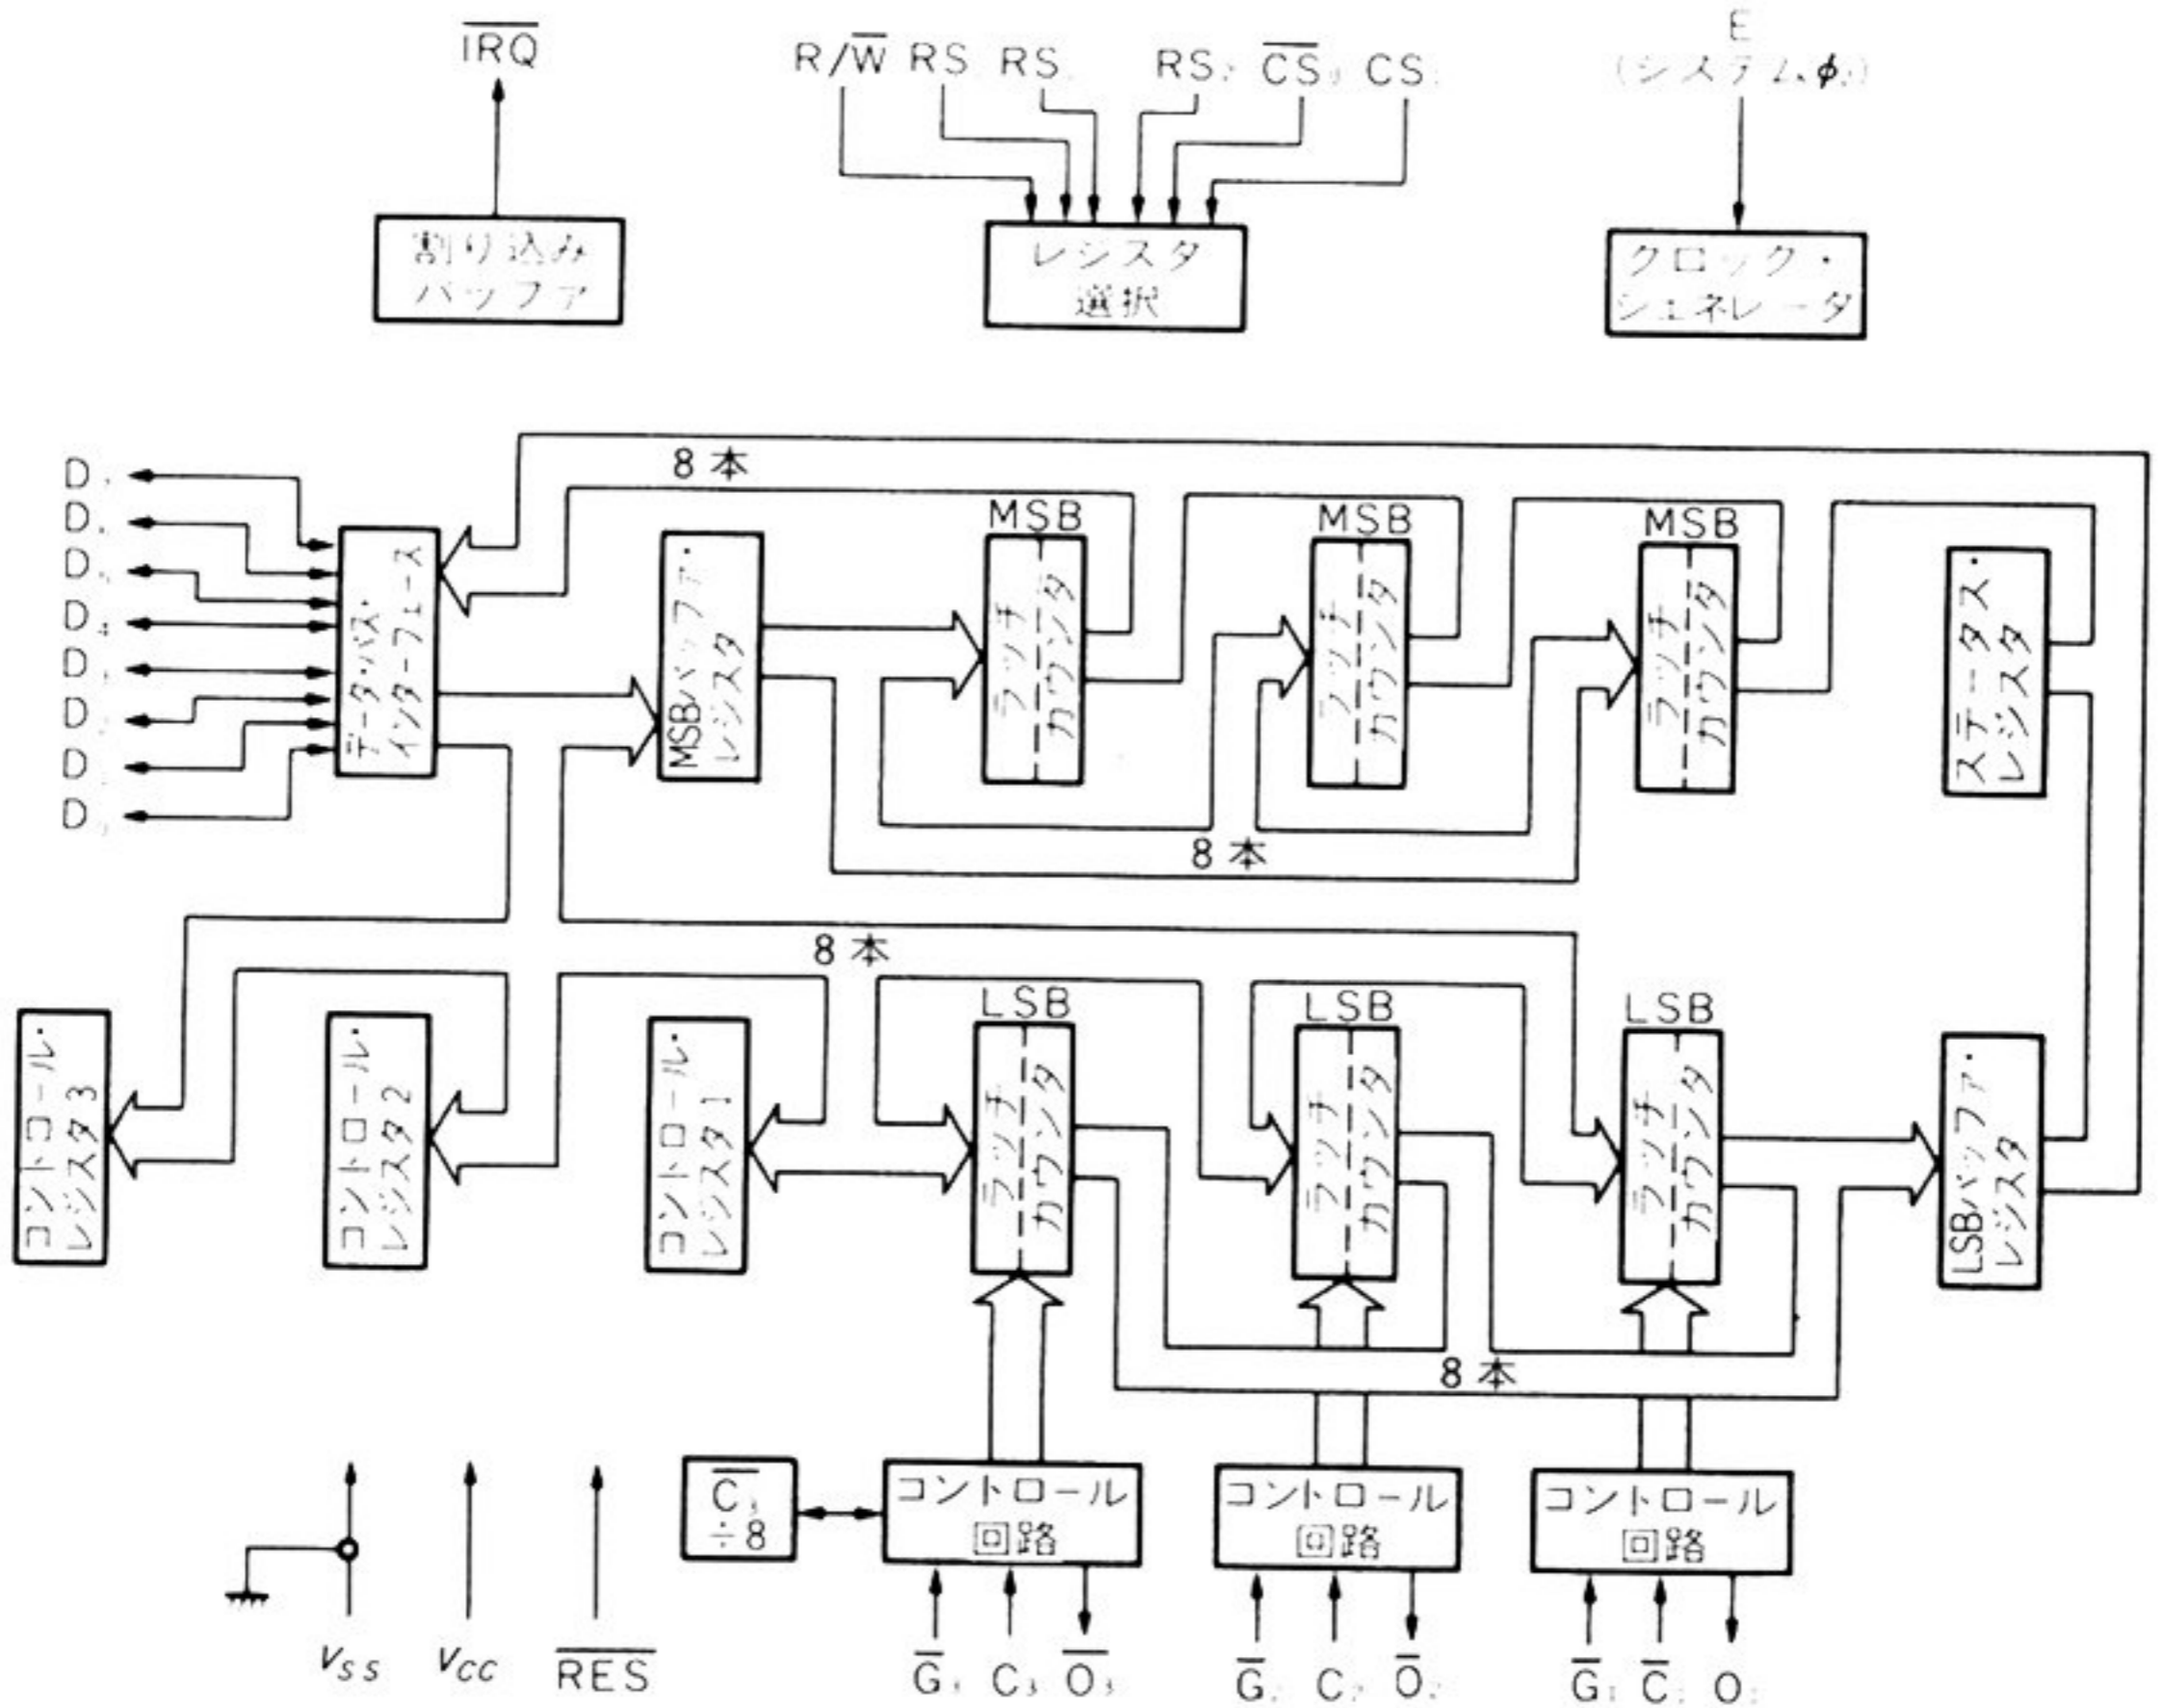 IRQ
R/W RS RS RS₂ CS₀ CS
E
(システムφ₂)
割り込み
バッファ
レジスタ
選択
クロック・
ジェネレータ
8本
D
D
D
D₄
D
D
D
D
データ・バス・
インターフェース
MSBバッファ・
レジスタ
MSB
ラッチ
カウンタ
MSB
ラッチ
カウンタ
MSB
ラッチ
カウンタ
ステータス・
レジスタ
8本
8本
コントロール・
レジスタ3
コントロール・
レジスタ2
コントロール・
レジスタ1
LSB
ラッチ
カウンタ
LSB
ラッチ
カウンタ
LSB
ラッチ
カウンタ
LSBバッファ・
レジスタ
8本
C₃
÷8
コントロール
回路
コントロール
回路
コントロール
回路
VSS VCC RES
G C₃ O₃
G C₂ O₂
G₁ C O